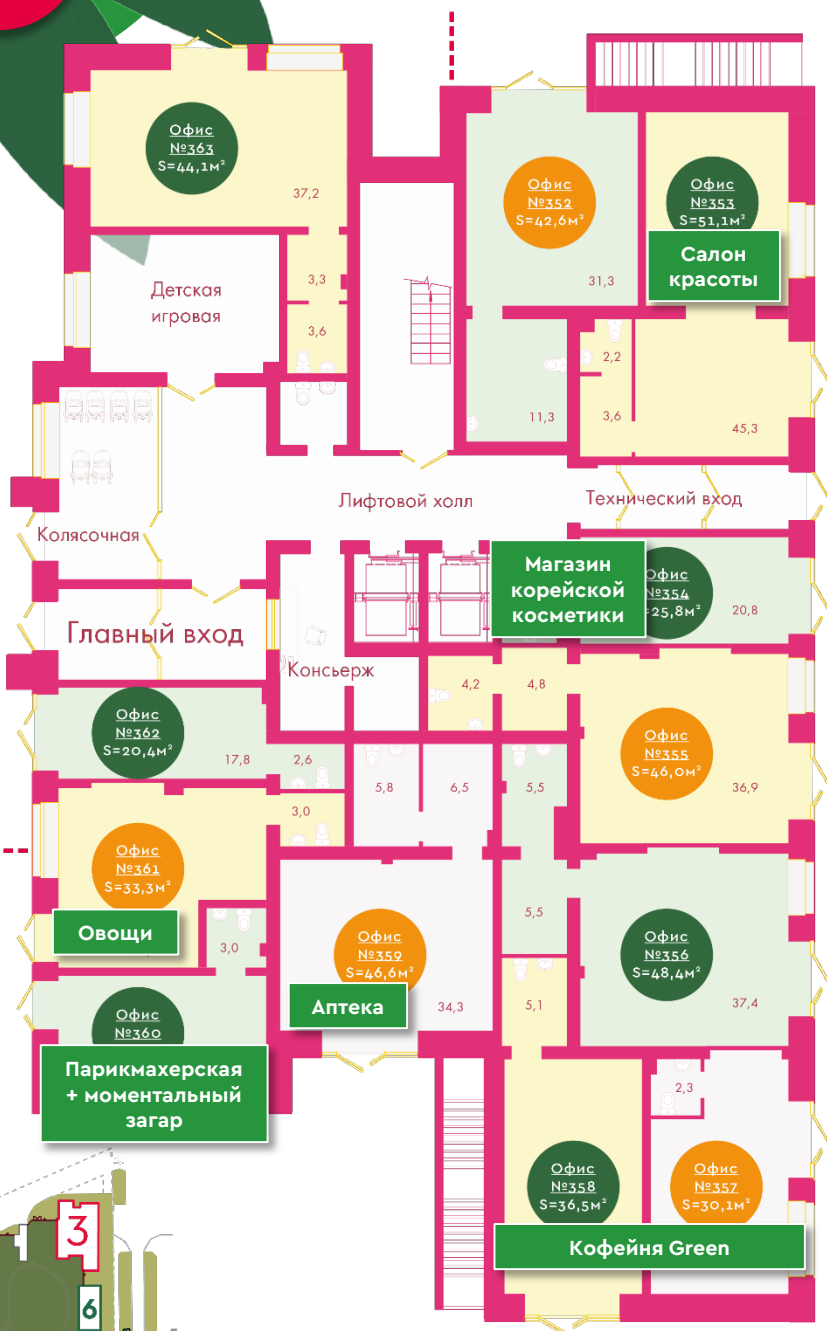 Офис
№363
S=44,1м²
37,2
Офис
№352
S=42,6м²
31,3
Офис
№353
S=51,1м²
Салон
красоты
Детская
игровая
3,3
3,6
11,3
2,2
3,6
45,3
Лифтовой холл
Технический вход
Колясочная
Магазин
корейской
косметики
Офис
№354
=25,8м²
20,8
Главный вход
Консьерж
4,2
4,8
Офис
№362
S=20,4м²
17,8
2,6
5,8
6,5
5,5
Офис
№355
S=46,0м²
36,9
3,0
Офис
№361
S=33,3м²
Овощи
3,0
Офис
№359
S=46,6м²
Аптека
34,3
5,5
Офис
№356
S=48,4м²
37,4
5,1
Офис
№360
Парикмахерская
+ моментальный
загар
2,3
Офис
№358
S=36,5м²
Офис
№357
S=30,1м²
Кофейня Green
3
6